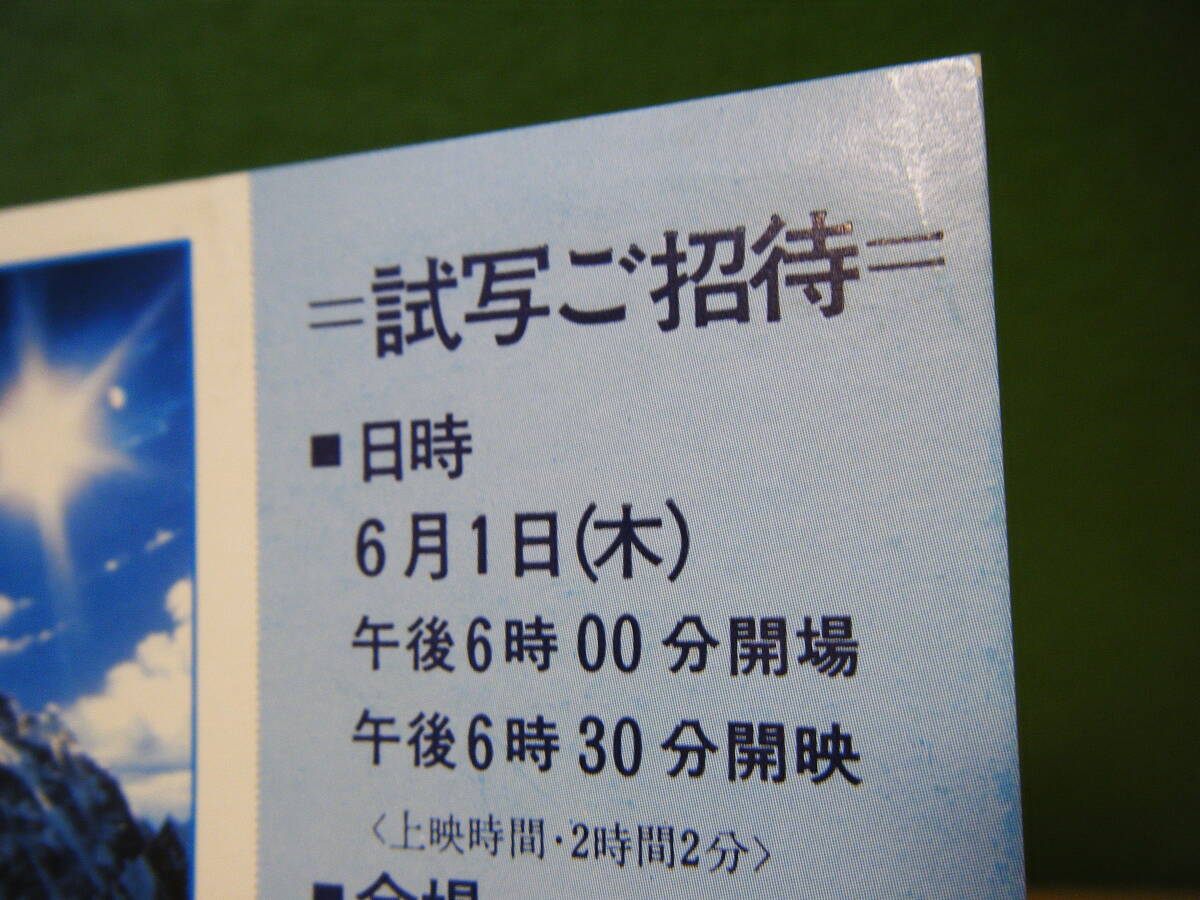 =試写ご招待=
■日時
6月1日(木)
午後6時00分開場
午後6時30分開映
〈上映時間・2時間2分〉
■会場